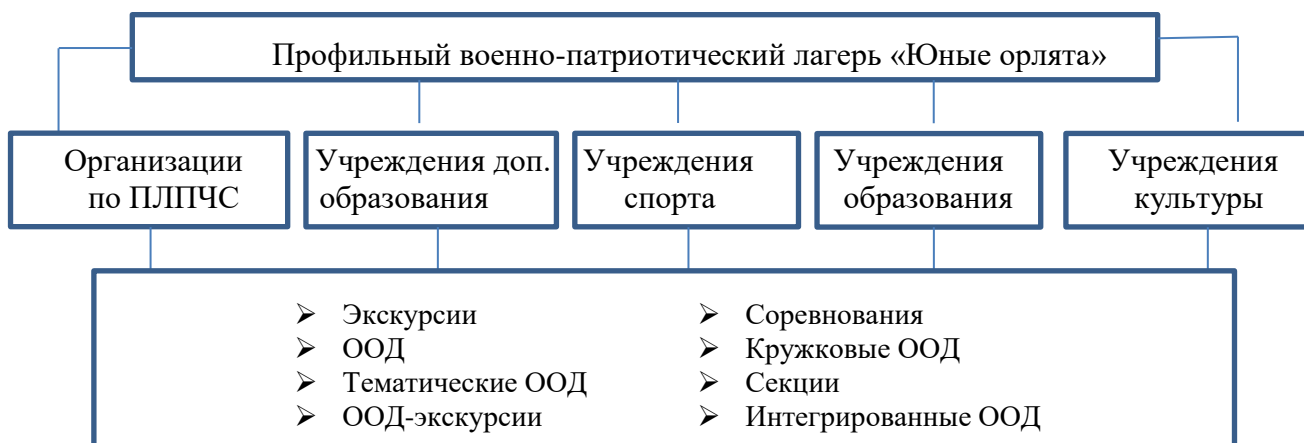 Профильный военно-патриотический лагерь «Юные орлята»
Организации
по ПЛПЧС
Учреждения доп.
образования
Учреждения
спорта
Учреждения
образования
Учреждения
культуры
➢ Экскурсии
➢ ООД
➢ Тематические ООД
➢ ООД-экскурсии
➢ Соревнования
➢ Кружковые ООД
➢ Секции
➢ Интегрированные ООД